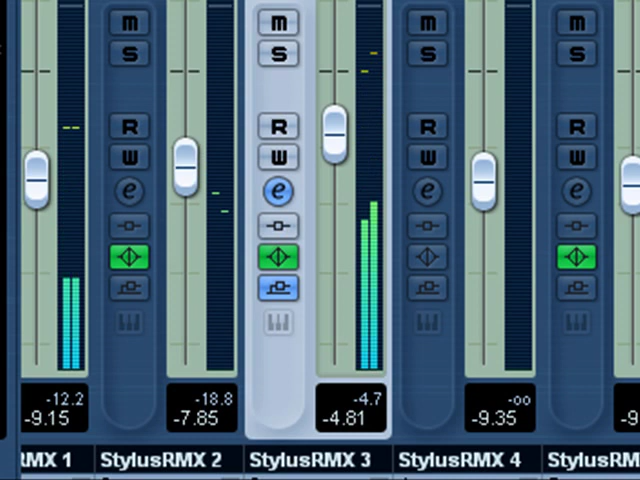 m m m m
S S S S
R R R R
W W W W
e e e e
-12.2 -18.8 -4.7 -oo
-9.15 -7.85 -4.81 -9.35 -9
RMX 1 StylusRMX 2 StylusRMX 3 StylusRMX 4 StylusRM